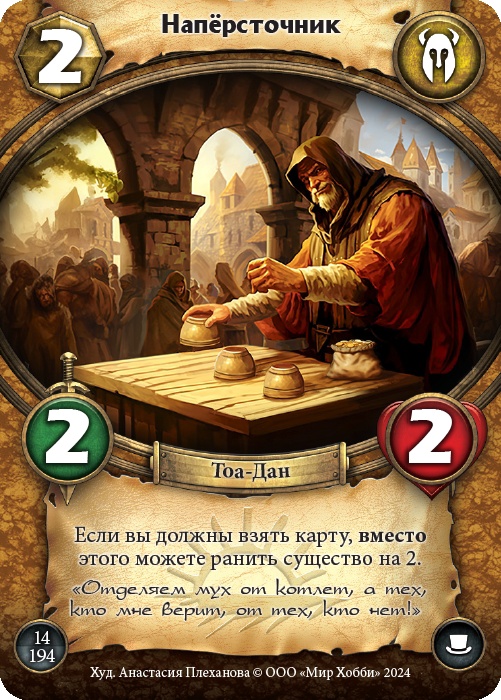 Напёрсточник
2
2
2
Тоа-Дан
Если вы должны взять карту, вместо
этого можете ранить существо на 2.
«Отделяем мух от котлет, а тех,
кто мне верит, от тех, кто нет!»
14
194
Худ. Анастасия Плеханова © ООО «Мир Хобби» 2024